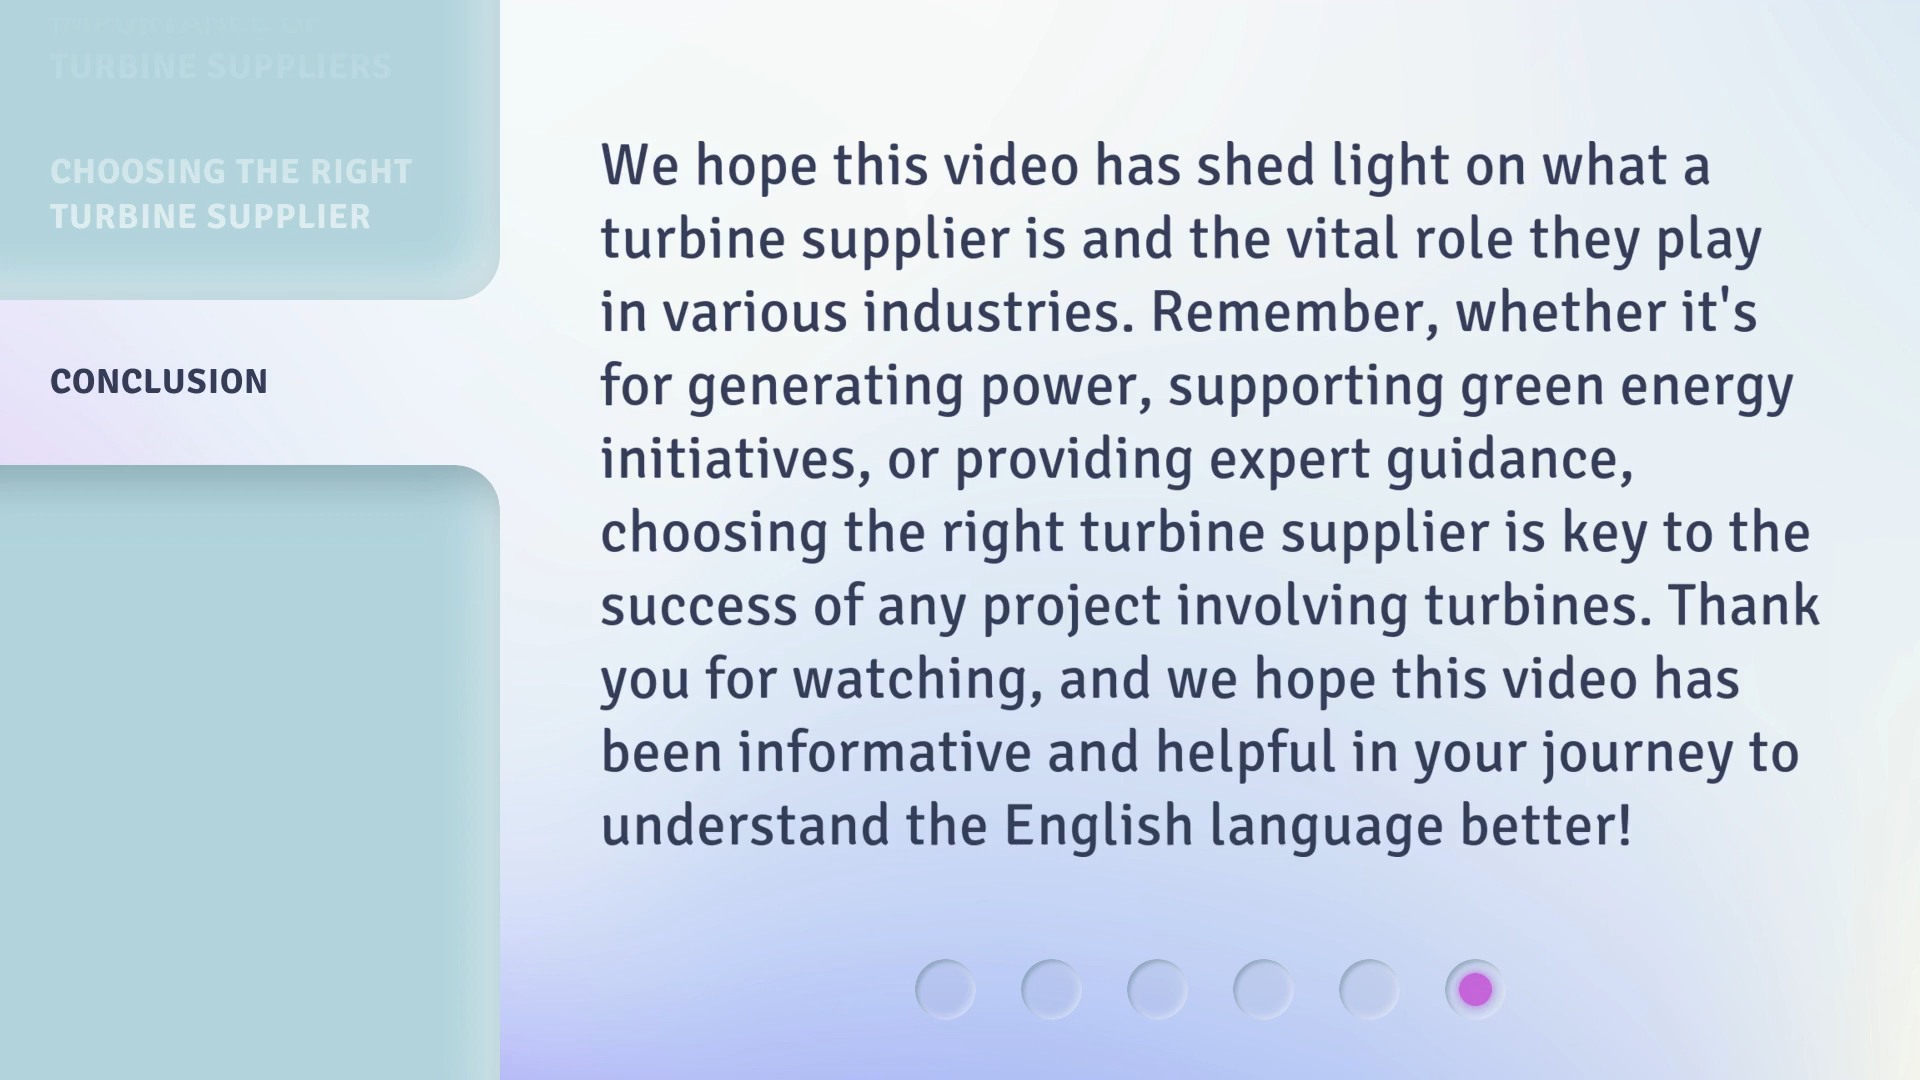 TURBINE SUPPLIERS
CHOOSING THE RIGHT
TURBINE SUPPLIER
CONCLUSION
We hope this video has shed light on what a
turbine supplier is and the vital role they play
in various industries. Remember, whether it's
for generating power, supporting green energy
initiatives, or providing expert guidance,
choosing the right turbine supplier is key to the
success of any project involving turbines. Thank
you for watching, and we hope this video has
been informative and helpful in your journey to
understand the English language better!